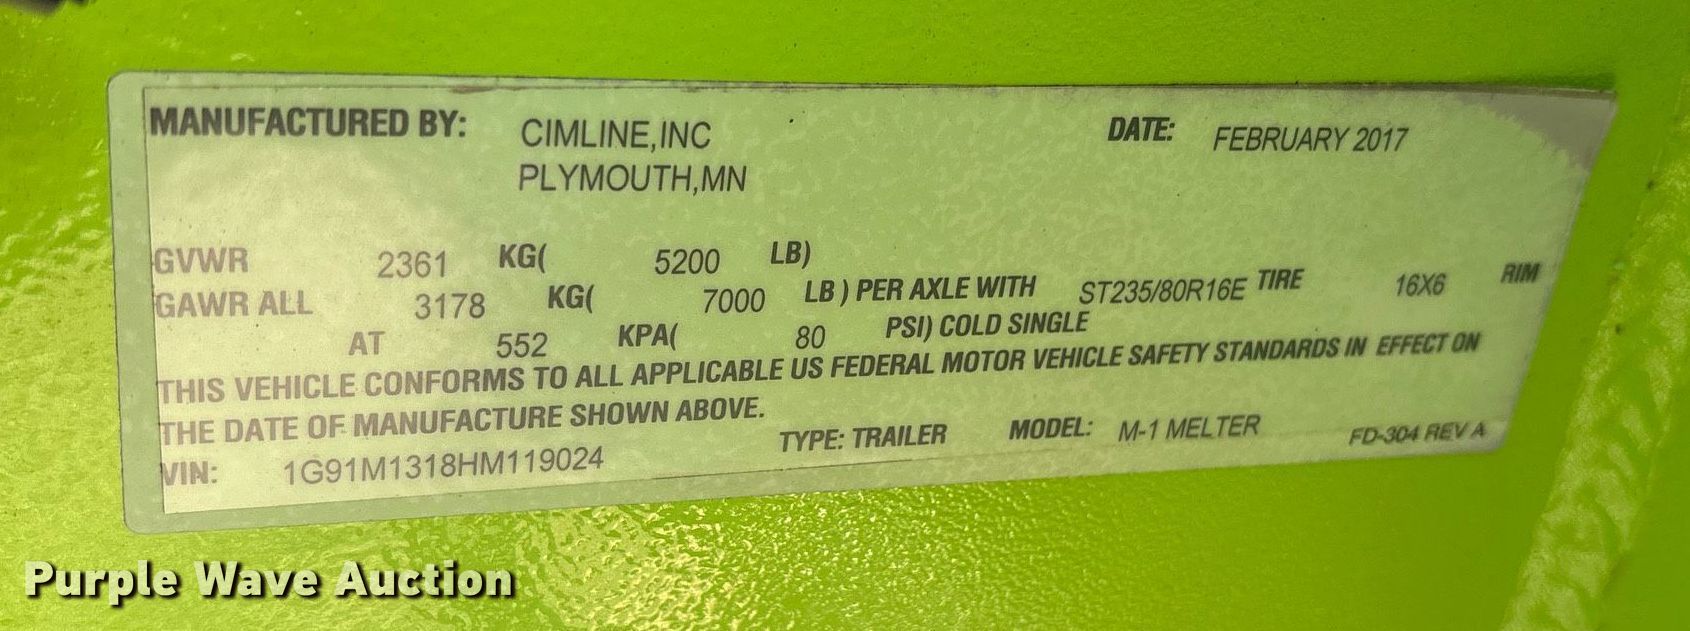 MANUFACTURED BY: CIMLINE,INC DATE: FEBRUARY 2017
PLYMOUTH,MN
GVWR 2361 KG( 5200 LB)
GAWR ALL 3178 KG( 7000 LB ) PER AXLE WITH ST235/80R16E TIRE 16X6 RIM
AT 552 KPA( 80 PSI) COLD SINGLE
THIS VEHICLE CONFORMS TO ALL APPLICABLE US FEDERAL MOTOR VEHICLE SAFETY STANDARDS IN EFFECT ON
THE DATE OF MANUFACTURE SHOWN ABOVE.
VIN: 1G91M1318HM119024 TYPE: TRAILER MODEL: M-1 MELTER FD-304 REV A
Purple Wave Auction